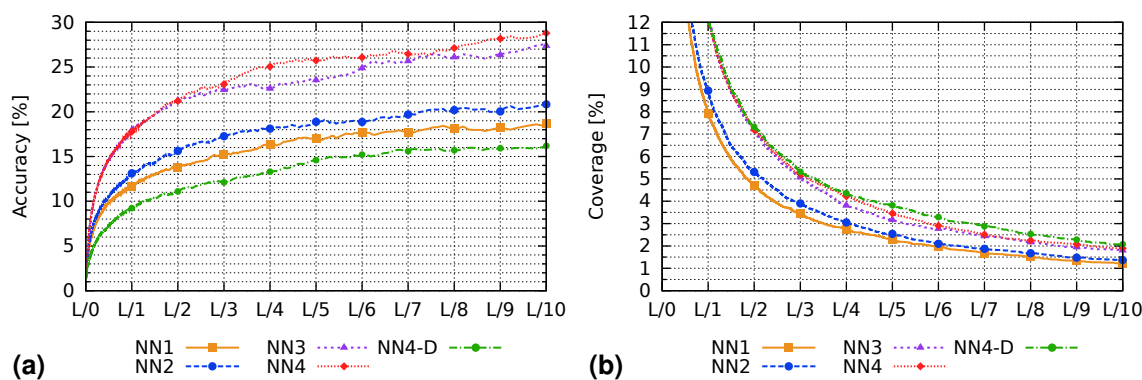 30
25
20
15
10
5
0
Accuracy [%]
L/0 L/1 L/2 L/3 L/4 L/5 L/6 L/7 L/8 L/9 L/10
NN1 NN3 NN4-D
NN2 NN4
(a)
12
11
10
9
8
7
6
5
4
3
2
1
0
Coverage [%]
L/0 L/1 L/2 L/3 L/4 L/5 L/6 L/7 L/8 L/9 L/10
NN1 NN3 NN4-D
NN2 NN4
(b)